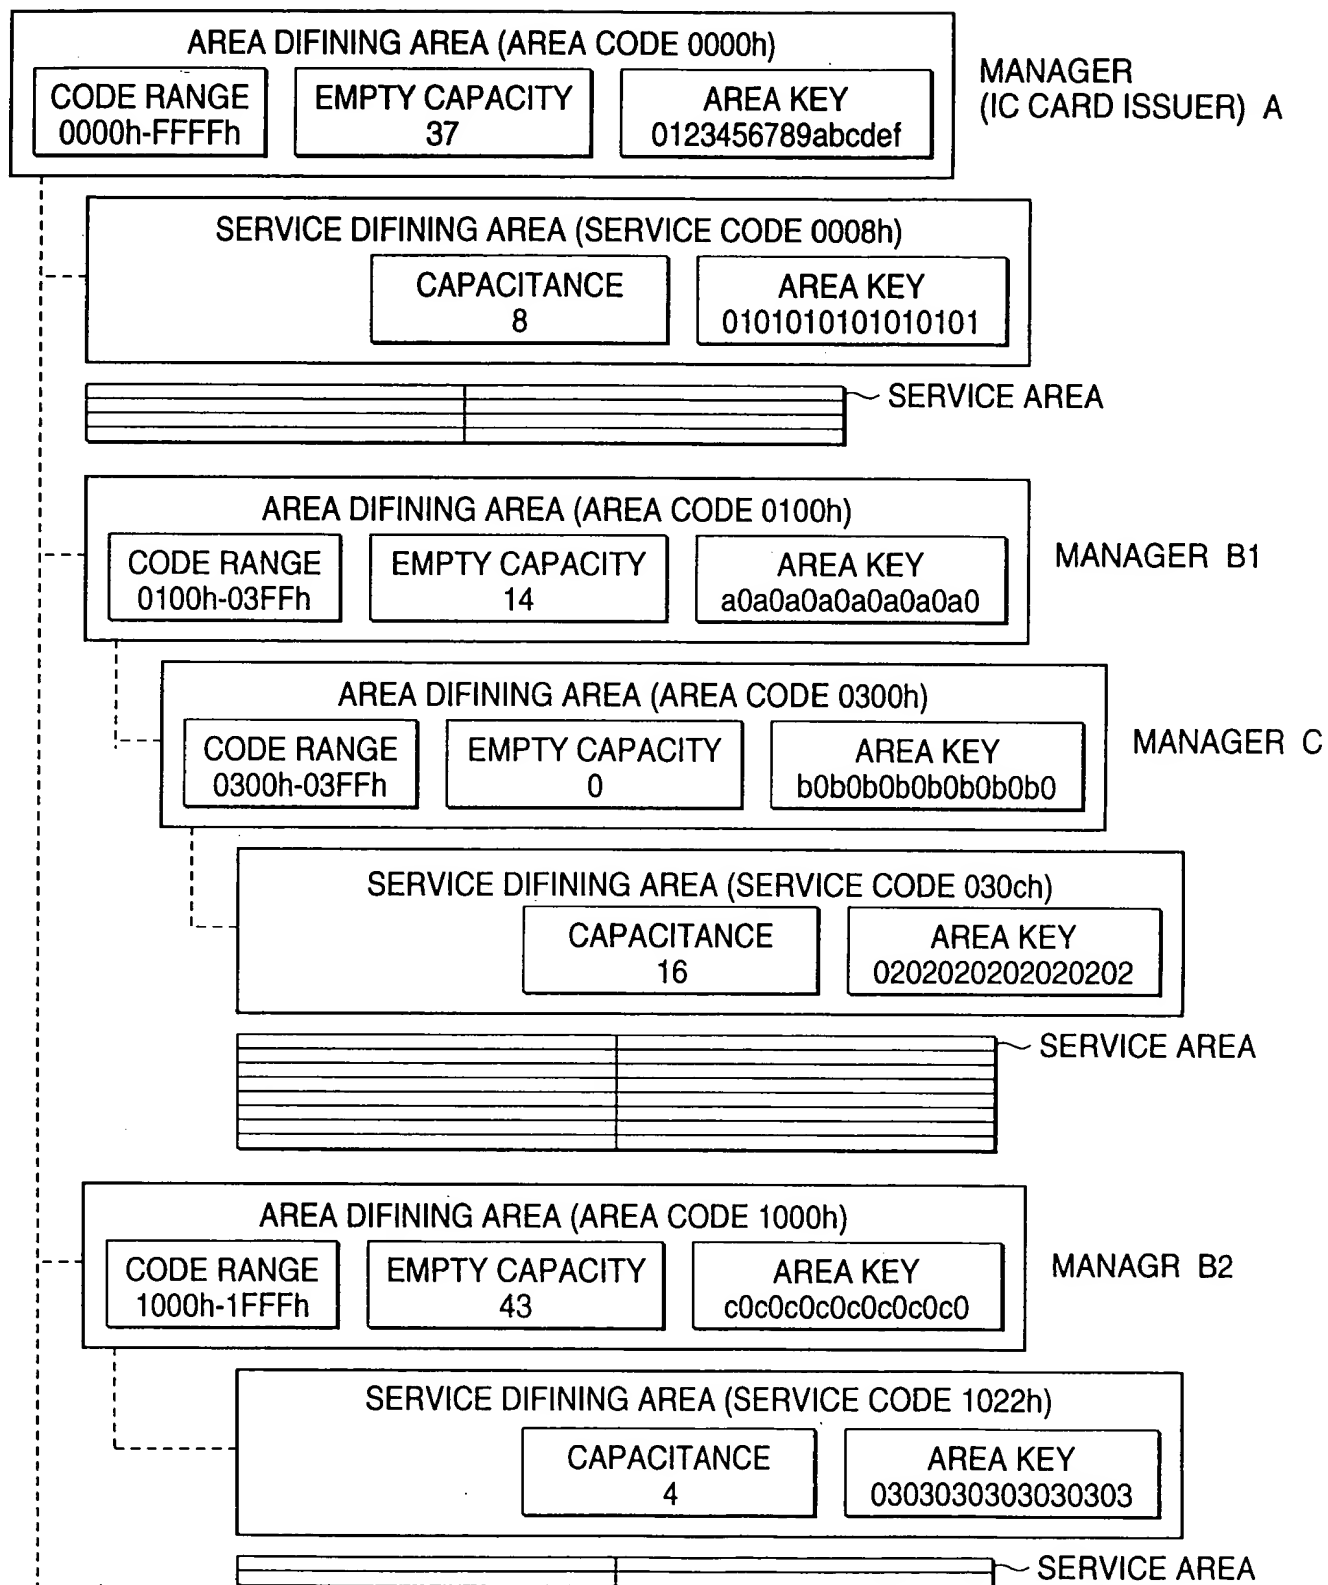 AREA DIFINING AREA (AREA CODE 0000h)
CODE RANGE
0000h-FFFFh
EMPTY CAPACITY
37
AREA KEY
0123456789abcdef
MANAGER
(IC CARD ISSUER) A
SERVICE DIFINING AREA (SERVICE CODE 0008h)
CAPACITANCE
8
AREA KEY
0101010101010101
SERVICE AREA
AREA DIFINING AREA (AREA CODE 0100h)
CODE RANGE
0100h-03FFh
EMPTY CAPACITY
14
AREA KEY
a0a0a0a0a0a0a0a0
MANAGER B1
AREA DIFINING AREA (AREA CODE 0300h)
CODE RANGE
0300h-03FFh
EMPTY CAPACITY
0
AREA KEY
b0b0b0b0b0b0b0b0
MANAGER C
SERVICE DIFINING AREA (SERVICE CODE 030ch)
CAPACITANCE
16
AREA KEY
0202020202020202
SERVICE AREA
AREA DIFINING AREA (AREA CODE 1000h)
CODE RANGE
1000h-1FFFh
EMPTY CAPACITY
43
AREA KEY
c0c0c0c0c0c0c0c0
MANAGR B2
SERVICE DIFINING AREA (SERVICE CODE 1022h)
CAPACITANCE
4
AREA KEY
0303030303030303
SERVICE AREA